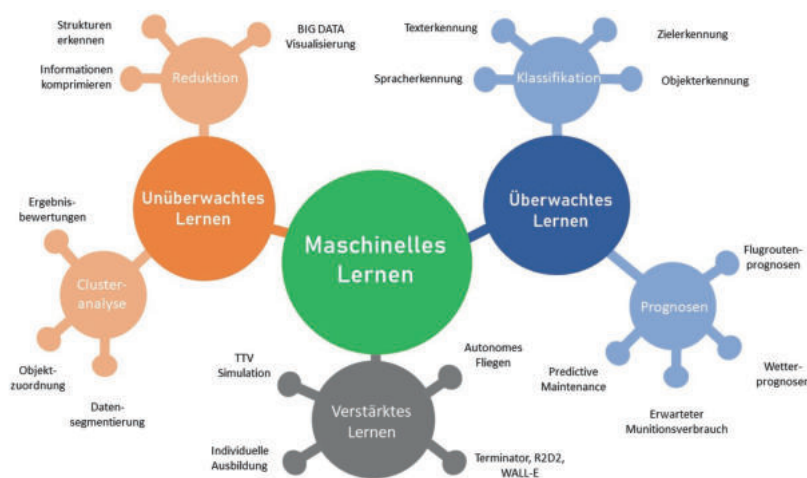 Strukturen
erkennen
BIG DATA
Visualisierung
Informationen
komprimieren
Reduktion
Texterkennung
Zielerkennung
Spracherkennung
Klassifikation
Objekterkennung
Unüberwachtes
Lernen
Überwachtes
Lernen
Maschinelles
Lernen
Ergebnis-
bewertungen
Cluster-
analyse
Objekt-
zuordnung
Daten-
segmentierung
Flugrouten-
prognosen
Prognosen
Wetter-
prognosen
Predictive
Maintenance
Erwarteter
Munitionsverbrauch
TTV
Simulation
Autonomes
Fliegen
Verstärktes
Lernen
Individuelle
Ausbildung
Terminator, R2D2,
WALL-E